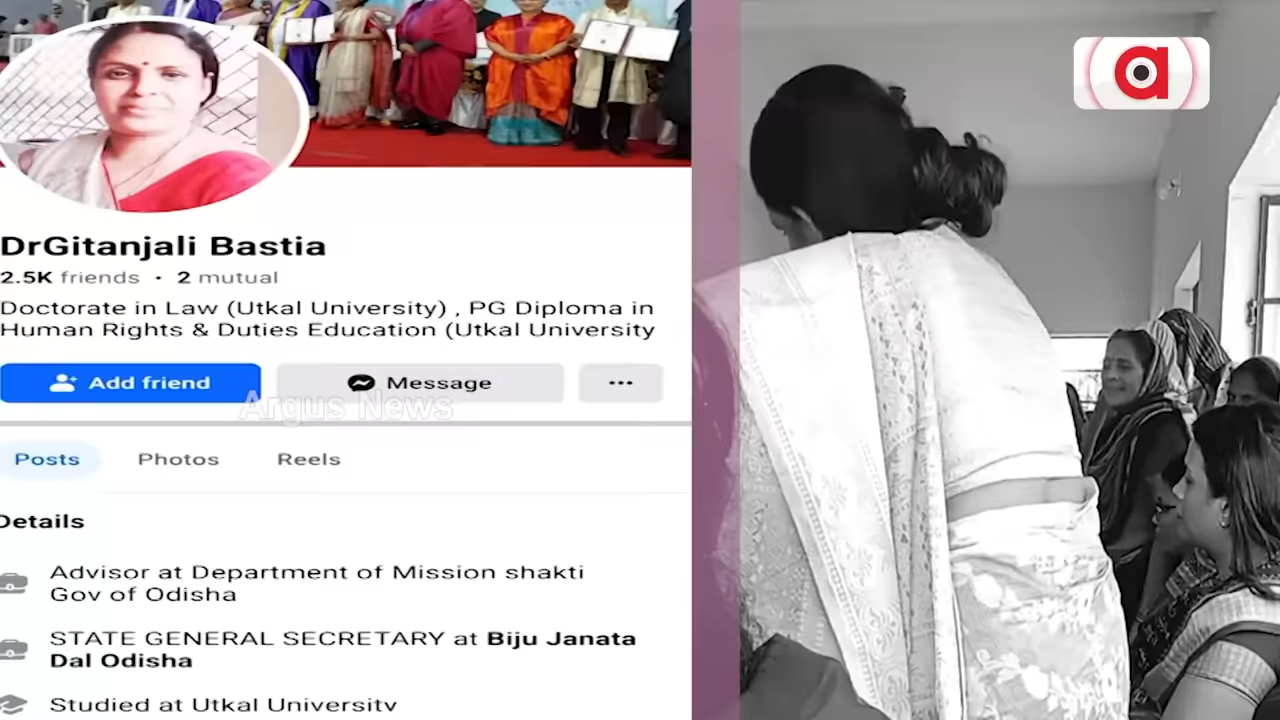 DrGitanjali Bastia
2.5K friends · 2 mutual
Doctorate in Law (Utkal University) , PG Diploma in
Human Rights & Duties Education (Utkal University
Add friend
Message
Argus News
Posts
Photos
Reels
Details
Advisor at Department of Mission shakti
Gov of Odisha
STATE GENERAL SECRETARY at Biju Janata
Dal Odisha
Studied at Utkal University
a